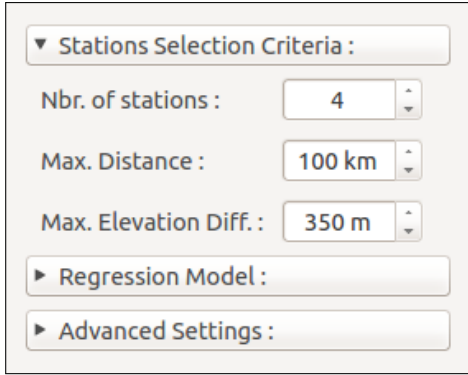 Stations Selection Criteria :
Nbr. of stations : 4
Max. Distance : 100 km
Max. Elevation Diff. : 350 m
Regression Model :
Advanced Settings :